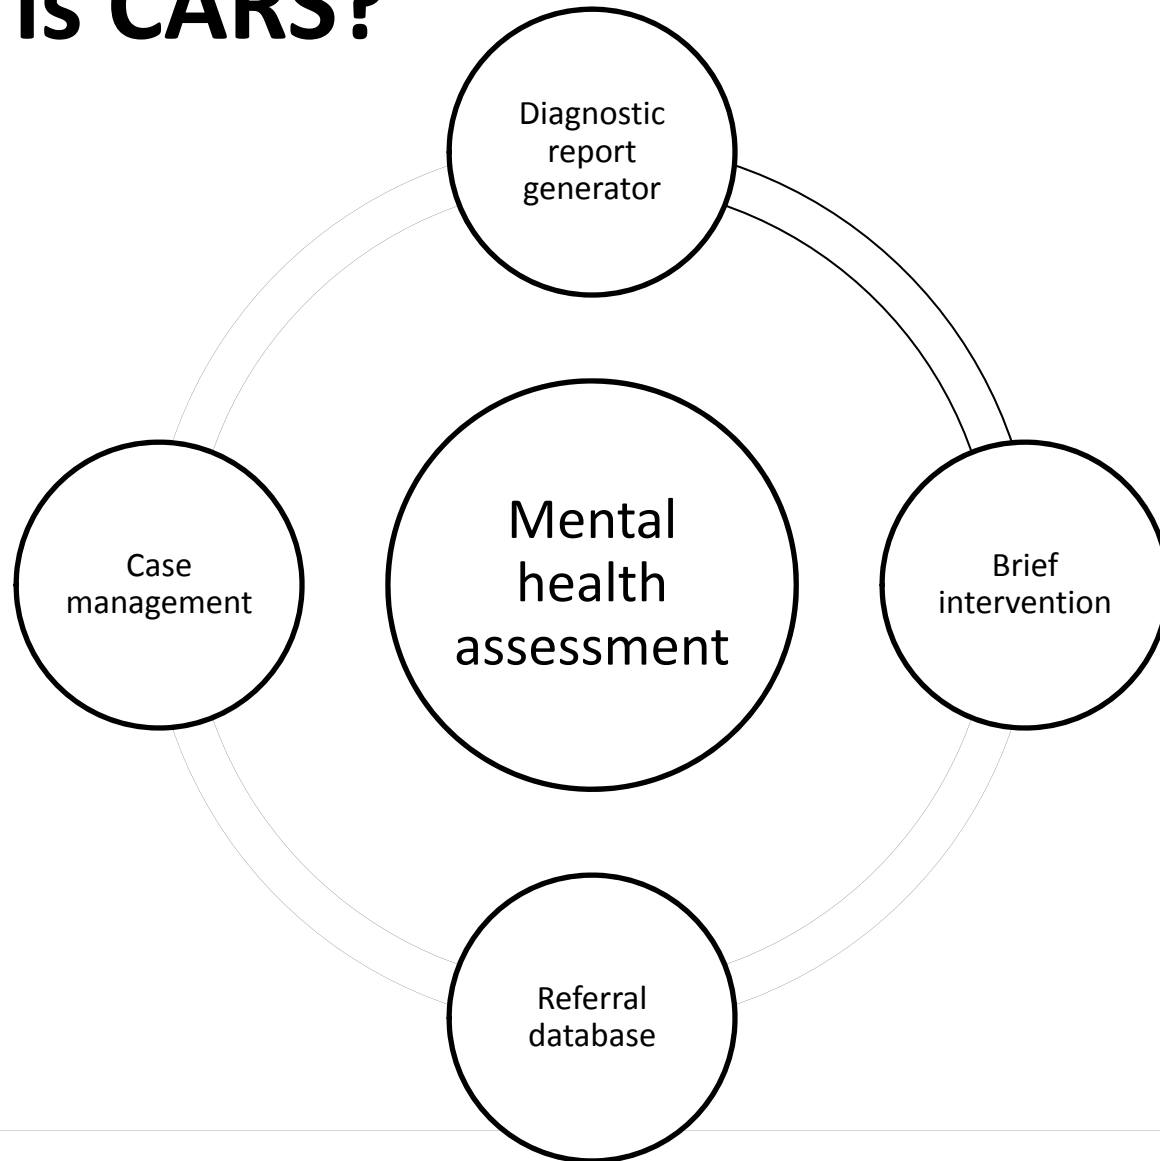 is CARS?
Diagnostic
report
generator
Case
management
Mental
health
assessment
Brief
intervention
Referral
database